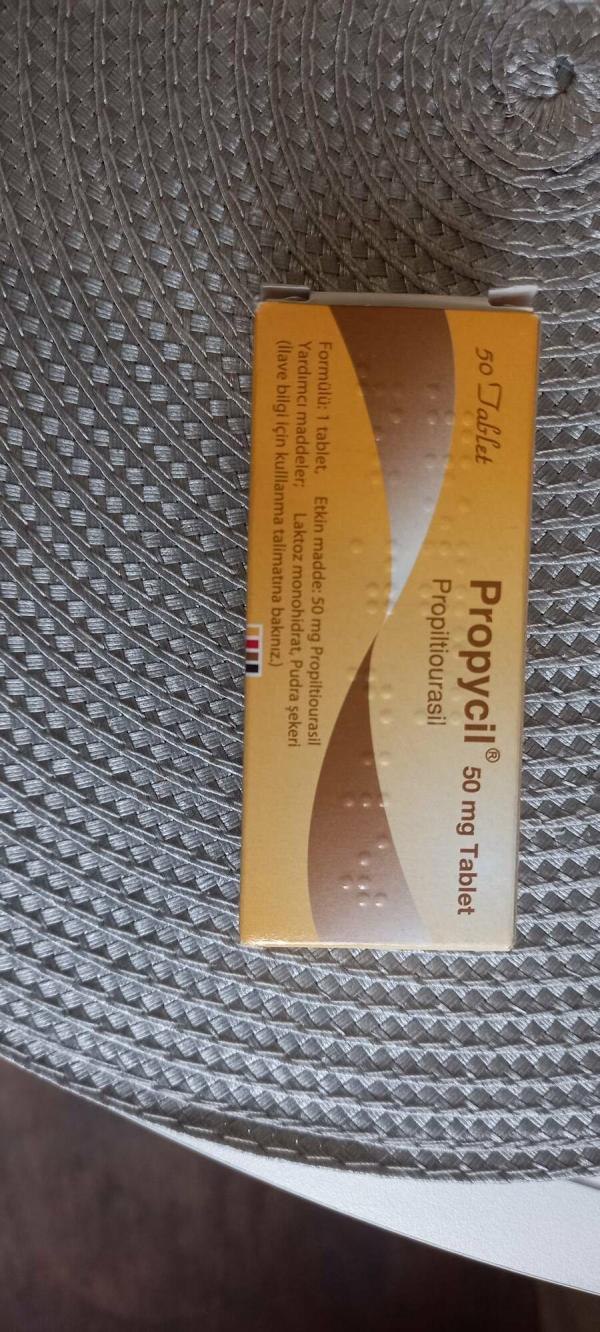 50 Tablet
Propycil® 50 mg Tablet
Propiltiourasil
Formülü: 1 tablet, Etkin madde: 50 mg Propiltiourasil
Yardımcı maddeler; Laktoz monohidrat, Pudra şekeri
(İlave bilgi için kulllanma talimatına bakınız.)